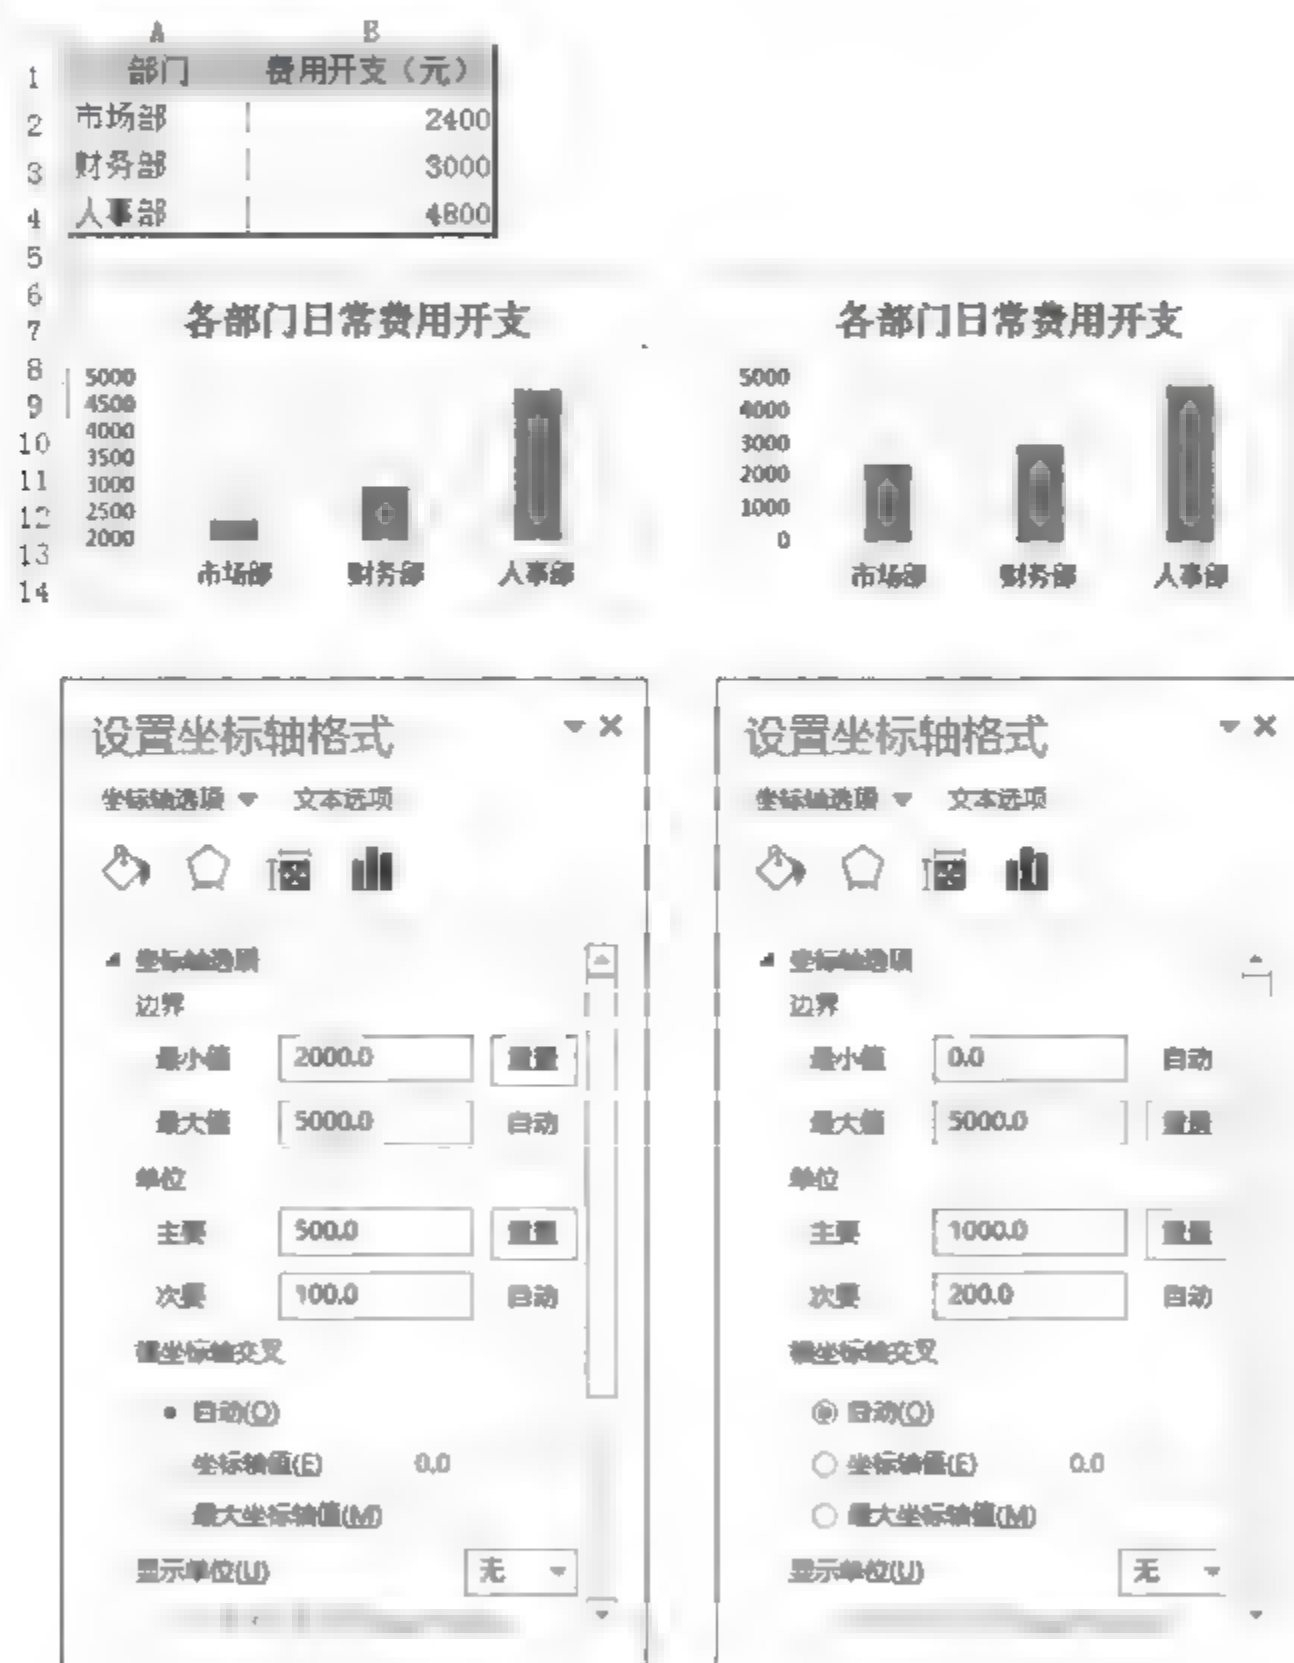 A B
1 部门 费用开支（元）
2 市场部 2400
3 财务部 3000
4 人事部 4800
5
6
7
8
9
10
11
12
13
14
各部门日常费用开支
5000
4500
4000
3500
3000
2500
2000
市场部 财务部 人事部
各部门日常费用开支
5000
4000
3000
2000
1000
0
市场部 财务部 人事部
设置坐标轴格式
坐标轴选项 文本选项
坐标轴选项
边界
最小值 2000.0 重置
最大值 5000.0 自动
单位
主要 500.0 重置
次要 100.0 自动
横坐标轴交叉
自动(O)
坐标轴值(E) 0.0
最大坐标轴值(M)
显示单位(U) 无
设置坐标轴格式
坐标轴选项 文本选项
坐标轴选项
边界
最小值 0.0 自动
最大值 5000.0 重置
单位
主要 1000.0 重置
次要 200.0 自动
横坐标轴交叉
自动(O)
坐标轴值(E) 0.0
最大坐标轴值(M)
显示单位(U) 无